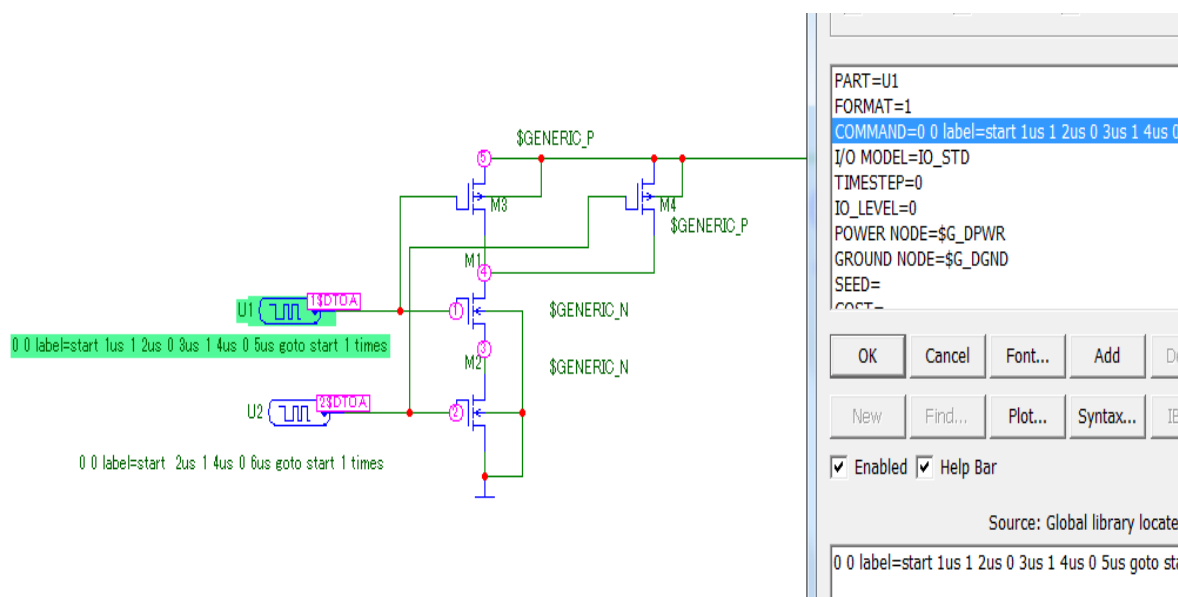 $GENERIC_P
5
M3
M4
$GENERIC_P
M1
4
U1
1$DTOA
1
$GENERIC_N
0 0 label=start 1us 1 2us 0 3us 1 4us 0 5us goto start 1 times
3
M2
$GENERIC_N
U2
2$DTOA
2
0 0 label=start  2us 1 4us 0 6us goto start 1 times
PART=U1
FORMAT=1
COMMAND=0 0 label=start 1us 1 2us 0 3us 1 4us 0
I/O MODEL=IO_STD
TIMESTEP=0
IO_LEVEL=0
POWER NODE=$G_DPWR
GROUND NODE=$G_DGND
SEED=
COST=
OK Cancel Font... Add
New Find... Plot... Syntax...
Enabled Help Bar
Source: Global library locate
0 0 label=start 1us 1 2us 0 3us 1 4us 0 5us goto sta